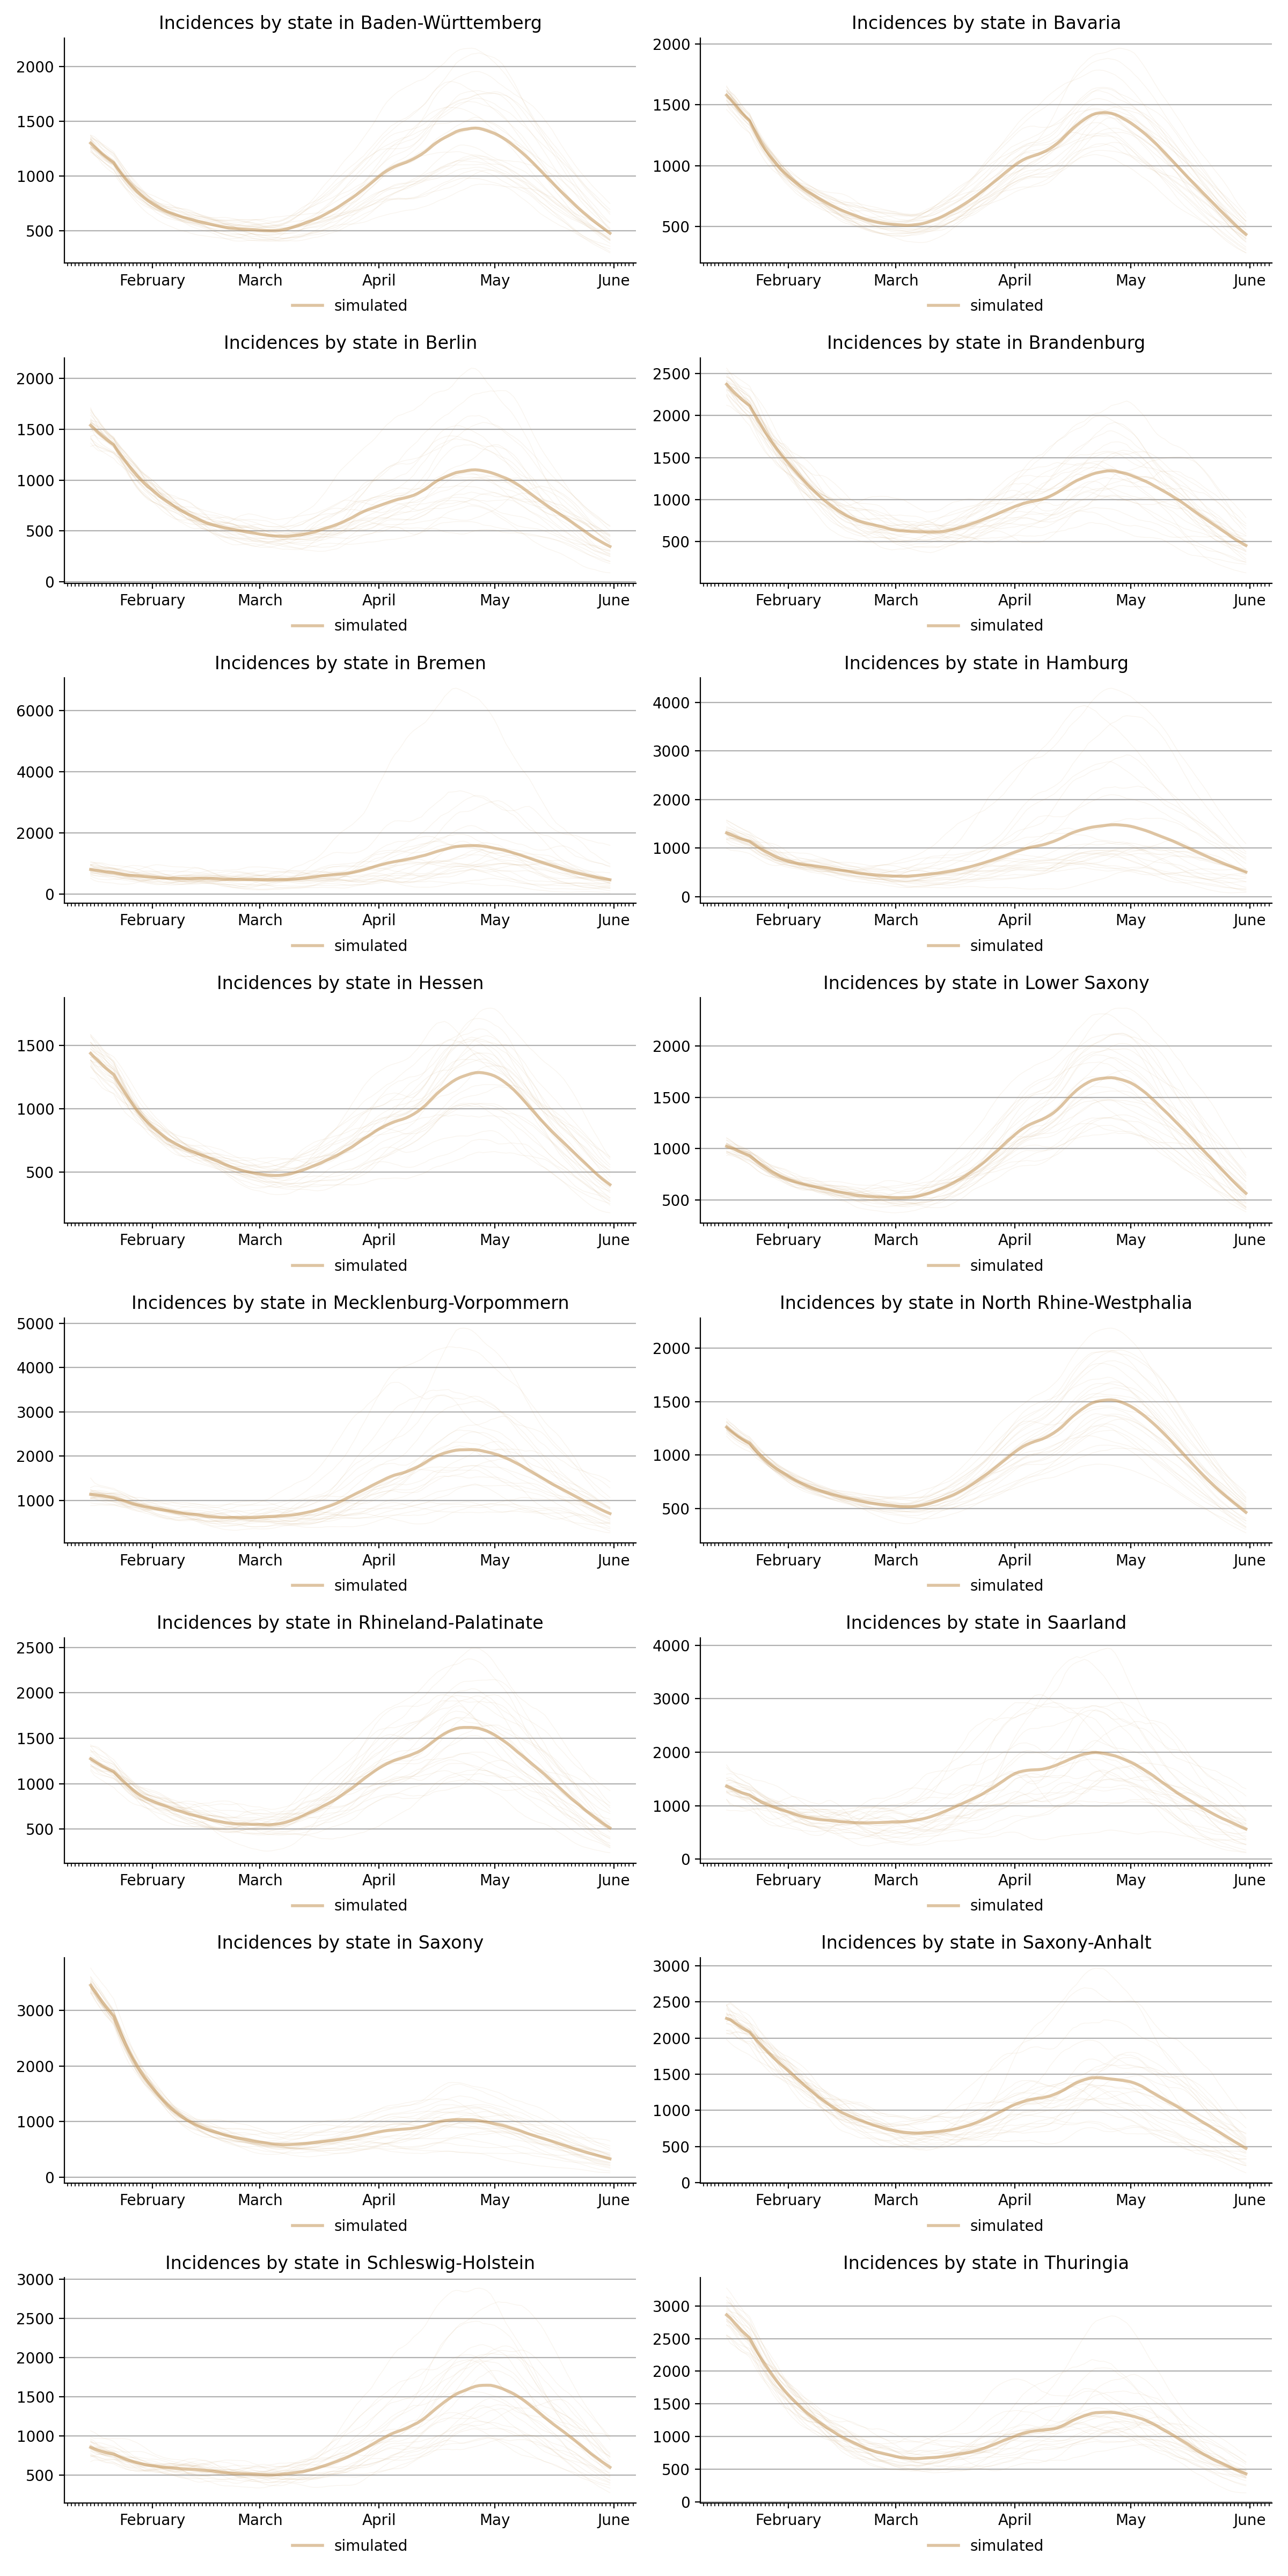 Incidences by state in Baden-Württemberg
2000
1500
1000
500
February March April May June
simulated
Incidences by state in Bavaria
2000
1500
1000
500
February March April May June
simulated
Incidences by state in Berlin
2000
1500
1000
500
0
February March April May June
simulated
Incidences by state in Brandenburg
2500
2000
1500
1000
500
February March April May June
simulated
Incidences by state in Bremen
6000
4000
2000
0
February March April May June
simulated
Incidences by state in Hamburg
4000
3000
2000
1000
0
February March April May June
simulated
Incidences by state in Hessen
1500
1000
500
February March April May June
simulated
Incidences by state in Lower Saxony
2000
1500
1000
500
February March April May June
simulated
Incidences by state in Mecklenburg-Vorpommern
5000
4000
3000
2000
1000
February March April May June
simulated
Incidences by state in North Rhine-Westphalia
2000
1500
1000
500
February March April May June
simulated
Incidences by state in Rhineland-Palatinate
2500
2000
1500
1000
500
February March April May June
simulated
Incidences by state in Saarland
4000
3000
2000
1000
0
February March April May June
simulated
Incidences by state in Saxony
3000
2000
1000
0
February March April May June
simulated
Incidences by state in Saxony-Anhalt
3000
2500
2000
1500
1000
500
0
February March April May June
simulated
Incidences by state in Schleswig-Holstein
3000
2500
2000
1500
1000
500
February March April May June
simulated
Incidences by state in Thuringia
3000
2500
2000
1500
1000
500
0
February March April May June
simulated